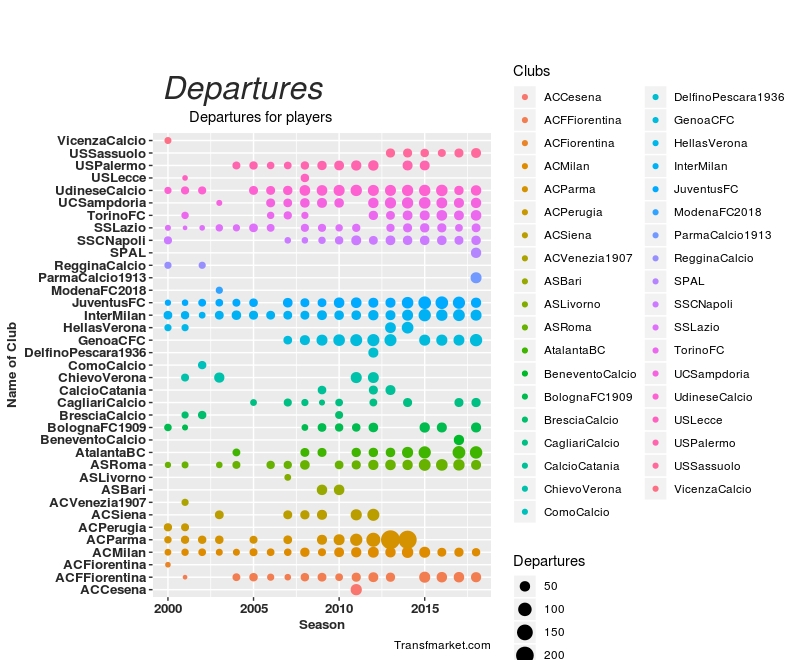 Departures
Departures for players
Name of Club
VicenzaCalcio
USSassuolo
USPalermo
USLecce
UdineseCalcio
UCSampdoria
TorinoFC
SSLazio
SSCNapoli
SPAL
RegginaCalcio
ParmaCalcio1913
ModenaFC2018
JuventusFC
InterMilan
HellasVerona
GenoaCFC
DelfinoPescara1936
ComoCalcio
ChievoVerona
CalcioCatania
CagliariCalcio
BresciaCalcio
BolognaFC1909
BeneventoCalcio
AtalantaBC
ASRoma
ASLivorno
ASBari
ACVenezia1907
ACSiena
ACPerugia
ACParma
ACMilan
ACFiorentina
ACFFiorentina
ACCesena
2000 2005 2010 2015
Season
Transfmarket.com
Clubs
ACCesena
ACFFiorentina
ACFiorentina
ACMilan
ACParma
ACPerugia
ACSiena
ACVenezia1907
ASBari
ASLivorno
ASRoma
AtalantaBC
BeneventoCalcio
BolognaFC1909
BresciaCalcio
CagliariCalcio
CalcioCatania
ChievoVerona
ComoCalcio
DelfinoPescara1936
GenoaCFC
HellasVerona
InterMilan
JuventusFC
ModenaFC2018
ParmaCalcio1913
RegginaCalcio
SPAL
SSCNapoli
SSLazio
TorinoFC
UCSampdoria
UdineseCalcio
USLecce
USPalermo
USSassuolo
VicenzaCalcio
Departures
50
100
150
200